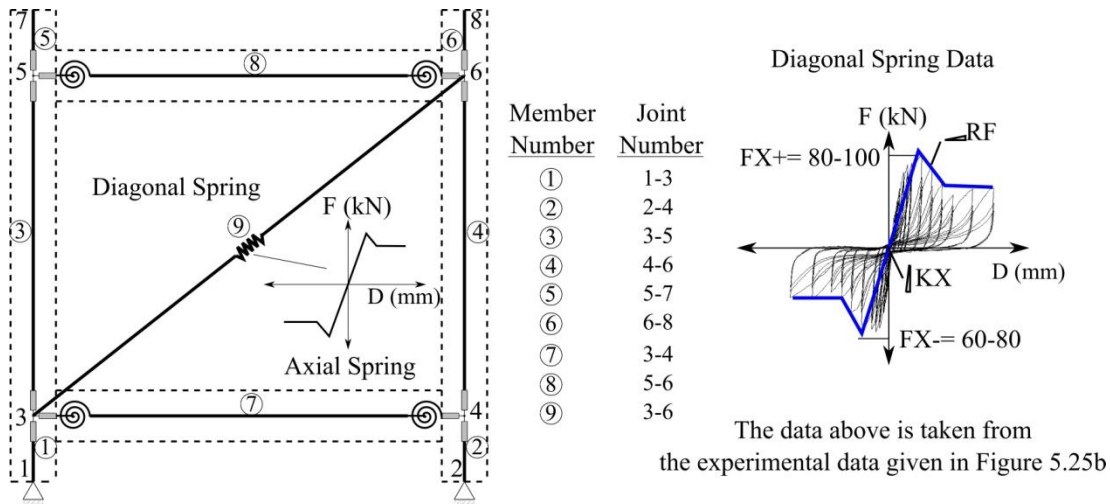 7
8
⑤
⑥
5
⑧
6
Diagonal Spring
⑨
F (kN)
③
④
D (mm)
Axial Spring
3
⑦
4
①
②
1
2
Member Number
Joint Number
① 1-3
② 2-4
③ 3-5
④ 4-6
⑤ 5-7
⑥ 6-8
⑦ 3-4
⑧ 5-6
⑨ 3-6
Diagonal Spring Data
F (kN)
RF
FX+= 80-100
D (mm)
KX
FX-= 60-80
The data above is taken from
the experimental data given in Figure 5.25b